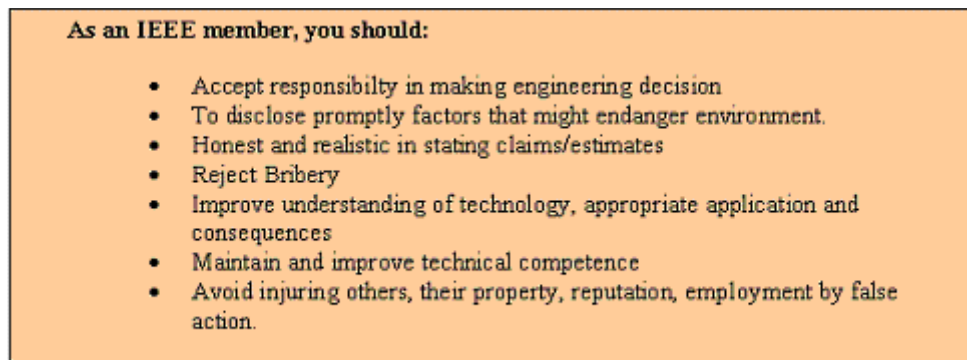 As an IEEE member, you should:
• Accept responsibilty in making engineering decision
• To disclose promptly factors that might endanger environment.
• Honest and realistic in stating claims/estimates
• Reject Bribery
• Improve understanding of technology, appropriate application and
consequences
• Maintain and improve technical competence
• Avoid injuring others, their property, reputation, employment by false
action.